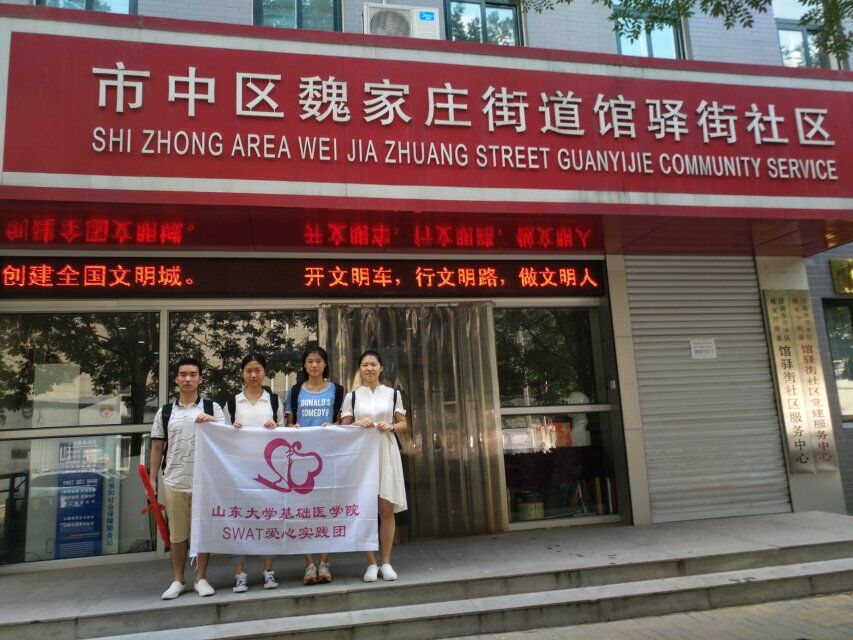 市中区魏家庄街道馆驿街社区
SHI ZHONG AREA WEI JIA ZHUANG STREET GUANYIJIE COMMUNITY SERVICE
创建全国文明城。 开文明车，行文明路，做文明人
馆驿街社区服务中心
馆驿街社区党建服务中心
DONALD'S
COMEDY
山东大学基础医学院
SWAT爱心实践团